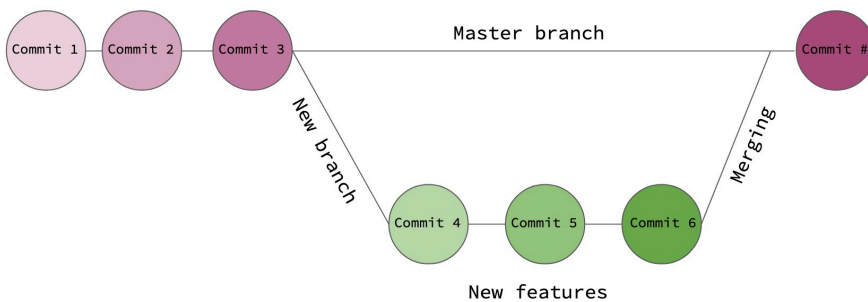 Master branch
Commit 1
Commit 2
Commit 3
Commit #
New branch
Merging
Commit 4
Commit 5
Commit 6
New features